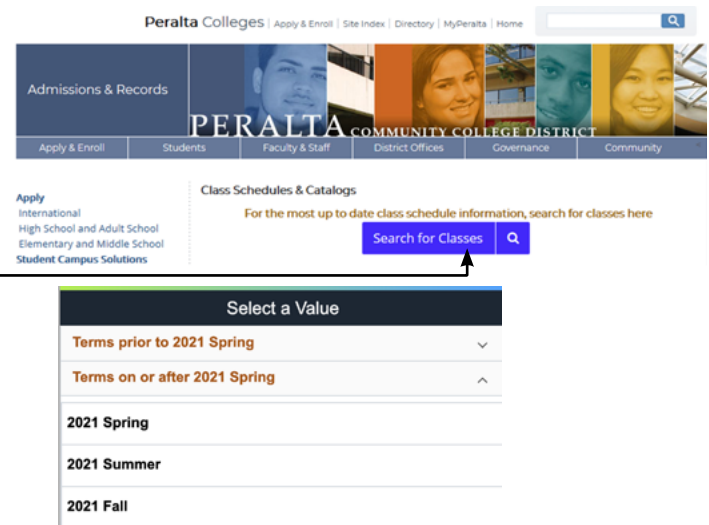 Peralta Colleges | Apply & Enroll | Site Index | Directory | MyPeralta | Home
Admissions & Records
PERALTA COMMUNITY COLLEGE DISTRICT
Apply & Enroll Students Faculty & Staff District Offices Governance Community
Class Schedules & Catalogs
Apply
International
For the most up to date class schedule information, search for classes here
High School and Adult School
Search for Classes
Elementary and Middle School
Student Campus Solutions
Select a Value
Terms prior to 2021 Spring
Terms on or after 2021 Spring
2021 Spring
2021 Summer
2021 Fall